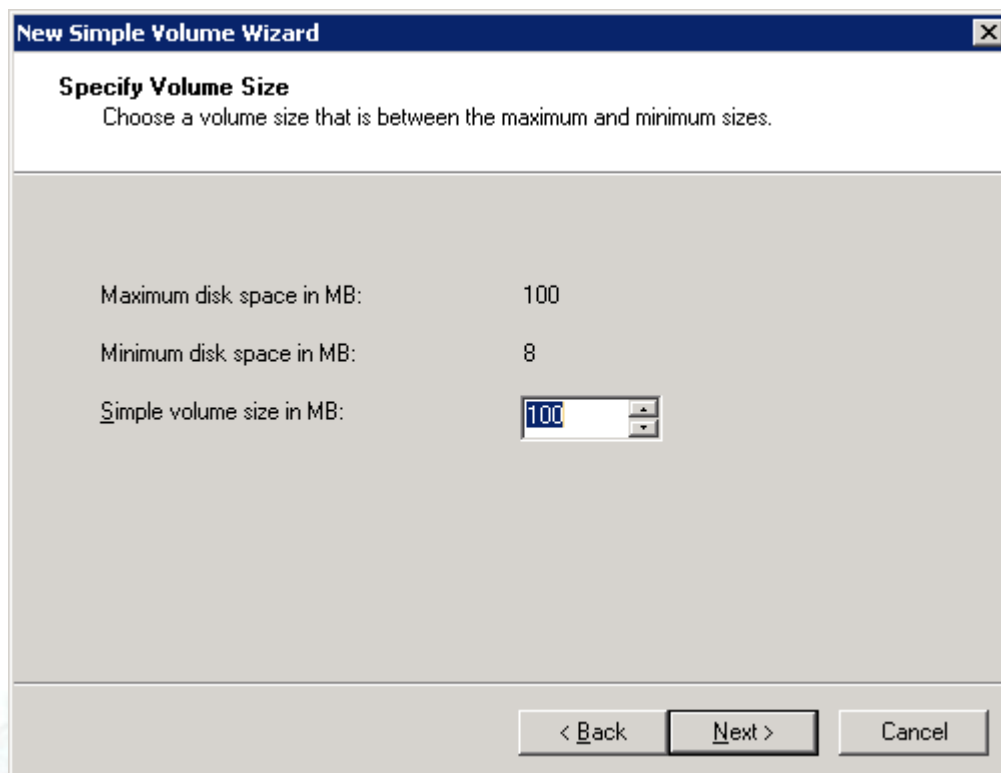 New Simple Volume Wizard
Specify Volume Size
Choose a volume size that is between the maximum and minimum sizes.
Maximum disk space in MB: 100
Minimum disk space in MB: 8
Simple volume size in MB: 100
< Back Next > Cancel